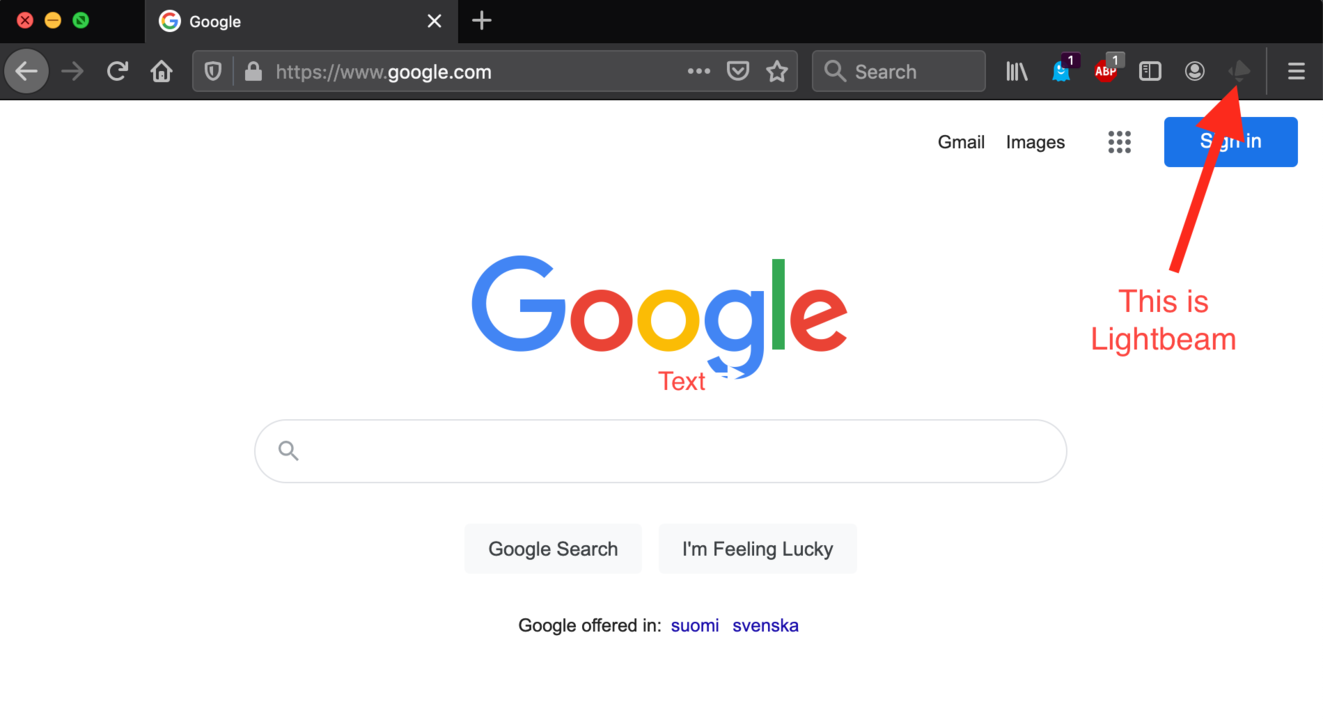 Google
https://www.google.com
Search
1
ABP
1
Gmail
Images
Sign in
Google
This is
Lightbeam
Text
Google Search
I'm Feeling Lucky
Google offered in: suomi svenska